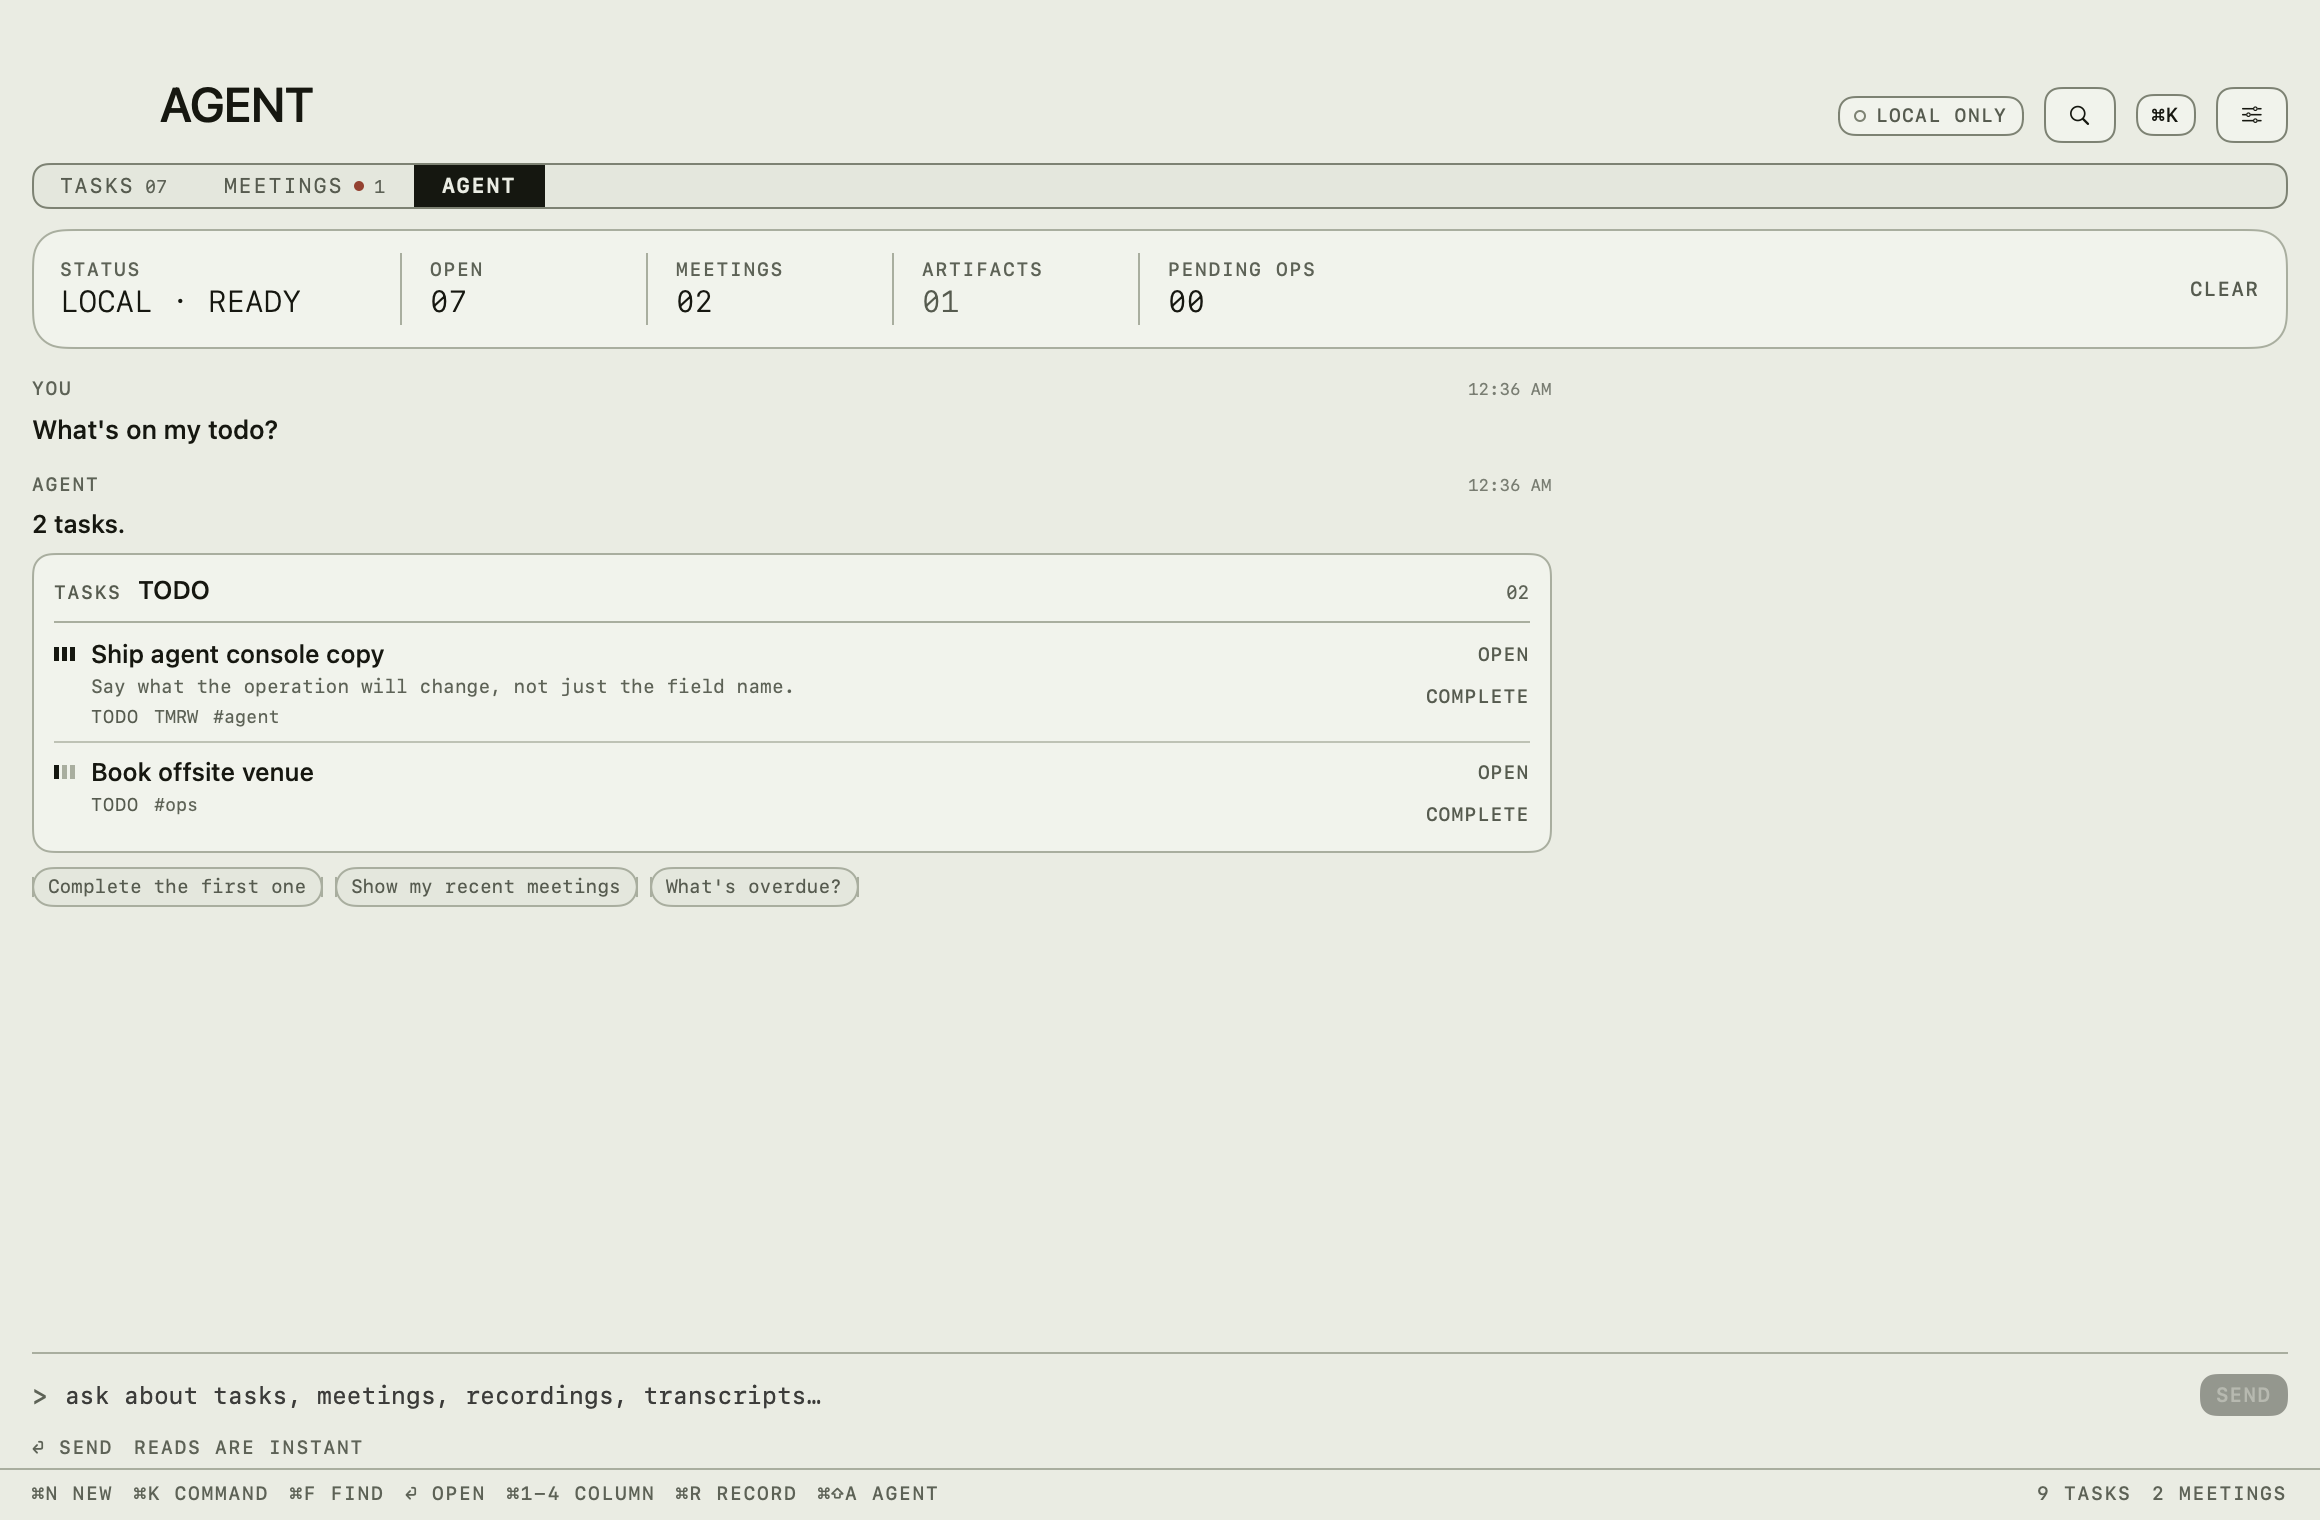 AGENT
LOCAL ONLY ⌘K
TASKS 07 MEETINGS 1 AGENT
STATUS OPEN MEETINGS ARTIFACTS PENDING OPS
LOCAL · READY 07 02 01 00
CLEAR
YOU 12:36 AM
What's on my todo?
AGENT 12:36 AM
2 tasks.
TASKS TODO 02
Ship agent console copy OPEN
Say what the operation will change, not just the field name.
COMPLETE
TODO TMRW #agent
Book offsite venue OPEN
TODO #ops
COMPLETE
Complete the first one Show my recent meetings What's overdue?
> ask about tasks, meetings, recordings, transcripts… SEND
⏎ SEND READS ARE INSTANT
⌘N NEW ⌘K COMMAND ⌘F FIND ⏎ OPEN ⌘1–4 COLUMN ⌘R RECORD ⌘⇧A AGENT 9 TASKS 2 MEETINGS